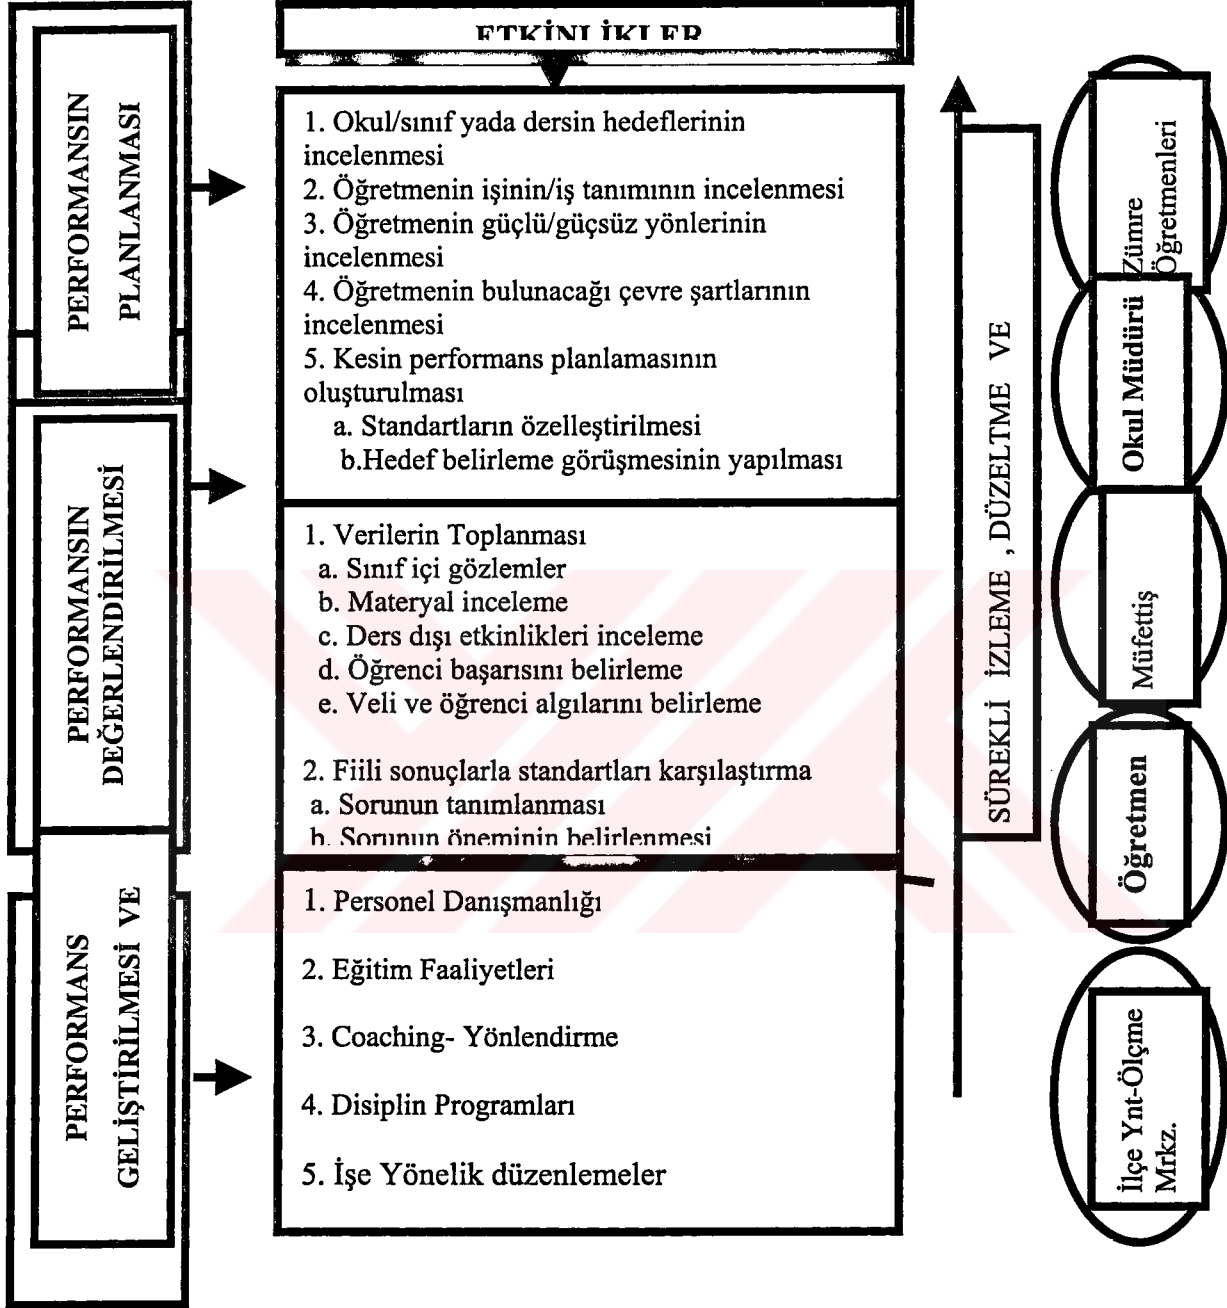 ETKİNLİKLER
PERFORMANSIN
PLANLANMASI
1. Okul/sınıf yada dersin hedeflerinin
incelenmesi
2. Öğretmenin işinin/iş tanımının incelenmesi
3. Öğretmenin güçlü/güçsüz yönlerinin
incelenmesi
4. Öğretmenin bulunacağı çevre şartlarının
incelenmesi
5. Kesin performans planlamasının
oluşturulması
a. Standartların özelleştirilmesi
b.Hedef belirleme görüşmesinin yapılması
PERFORMANSIN
DEĞERLENDİRİLMESİ
1. Verilerin Toplanması
a. Sınıf içi gözlemler
b. Materyal inceleme
c. Ders dışı etkinlikleri inceleme
d. Öğrenci başarısını belirleme
e. Veli ve öğrenci algılarını belirleme
2. Fiili sonuçlarla standartları karşılaştırma
a. Sorunun tanımlanması
b. Sorunun öneminin belirlenmesi
PERFORMANS
GELİŞTİRİLMESİ VE
1. Personel Danışmanlığı
2. Eğitim Faaliyetleri
3. Coaching- Yönlendirme
4. Disiplin Programları
5. İşe Yönelik düzenlemeler
SÜREKLİ İZLEME , DÜZELTME VE
Zümre
Öğretmenleri
Okul Müdürü
Müfettiş
Öğretmen
İlçe Ynt-Ölçme
Mrkz.